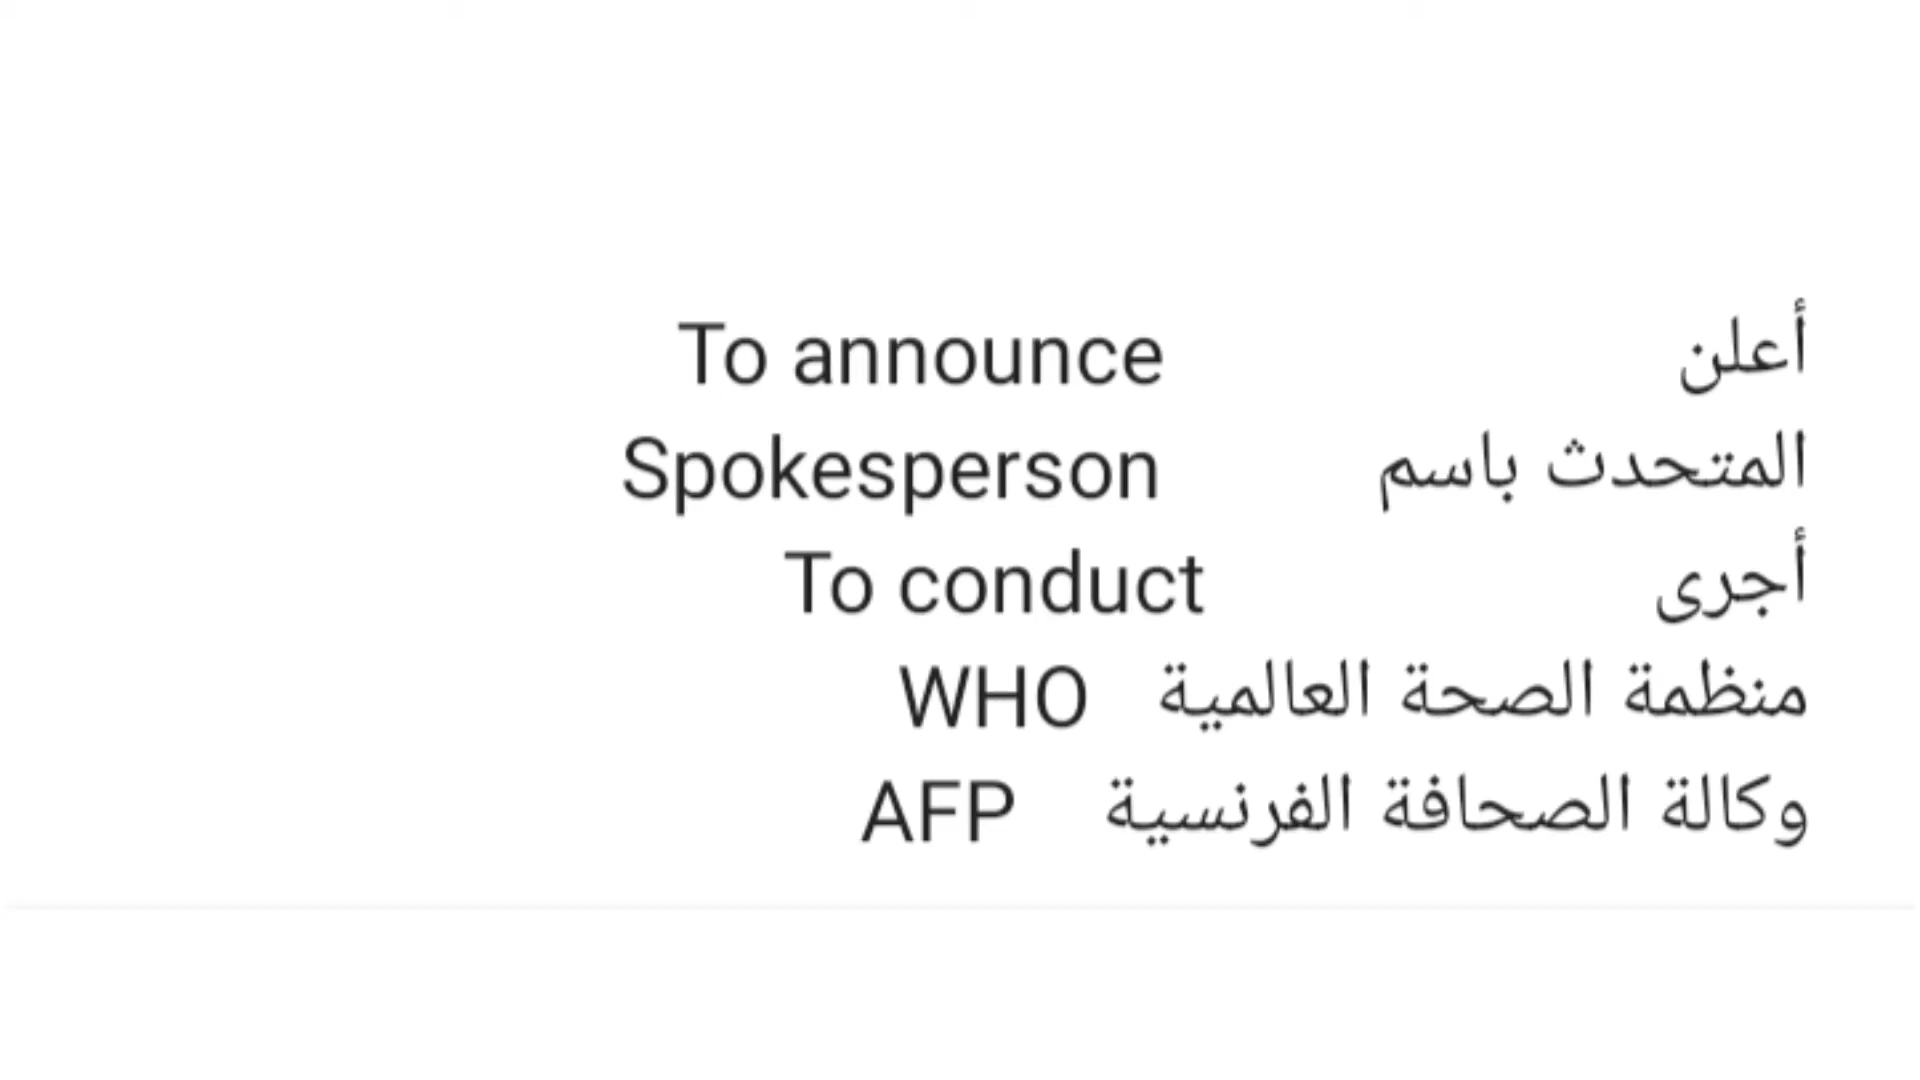 أعلن To announce
المتحدث باسم Spokesperson
أجرى To conduct
منظمة الصحة العالمية WHO
وكالة الصحافة الفرنسية AFP